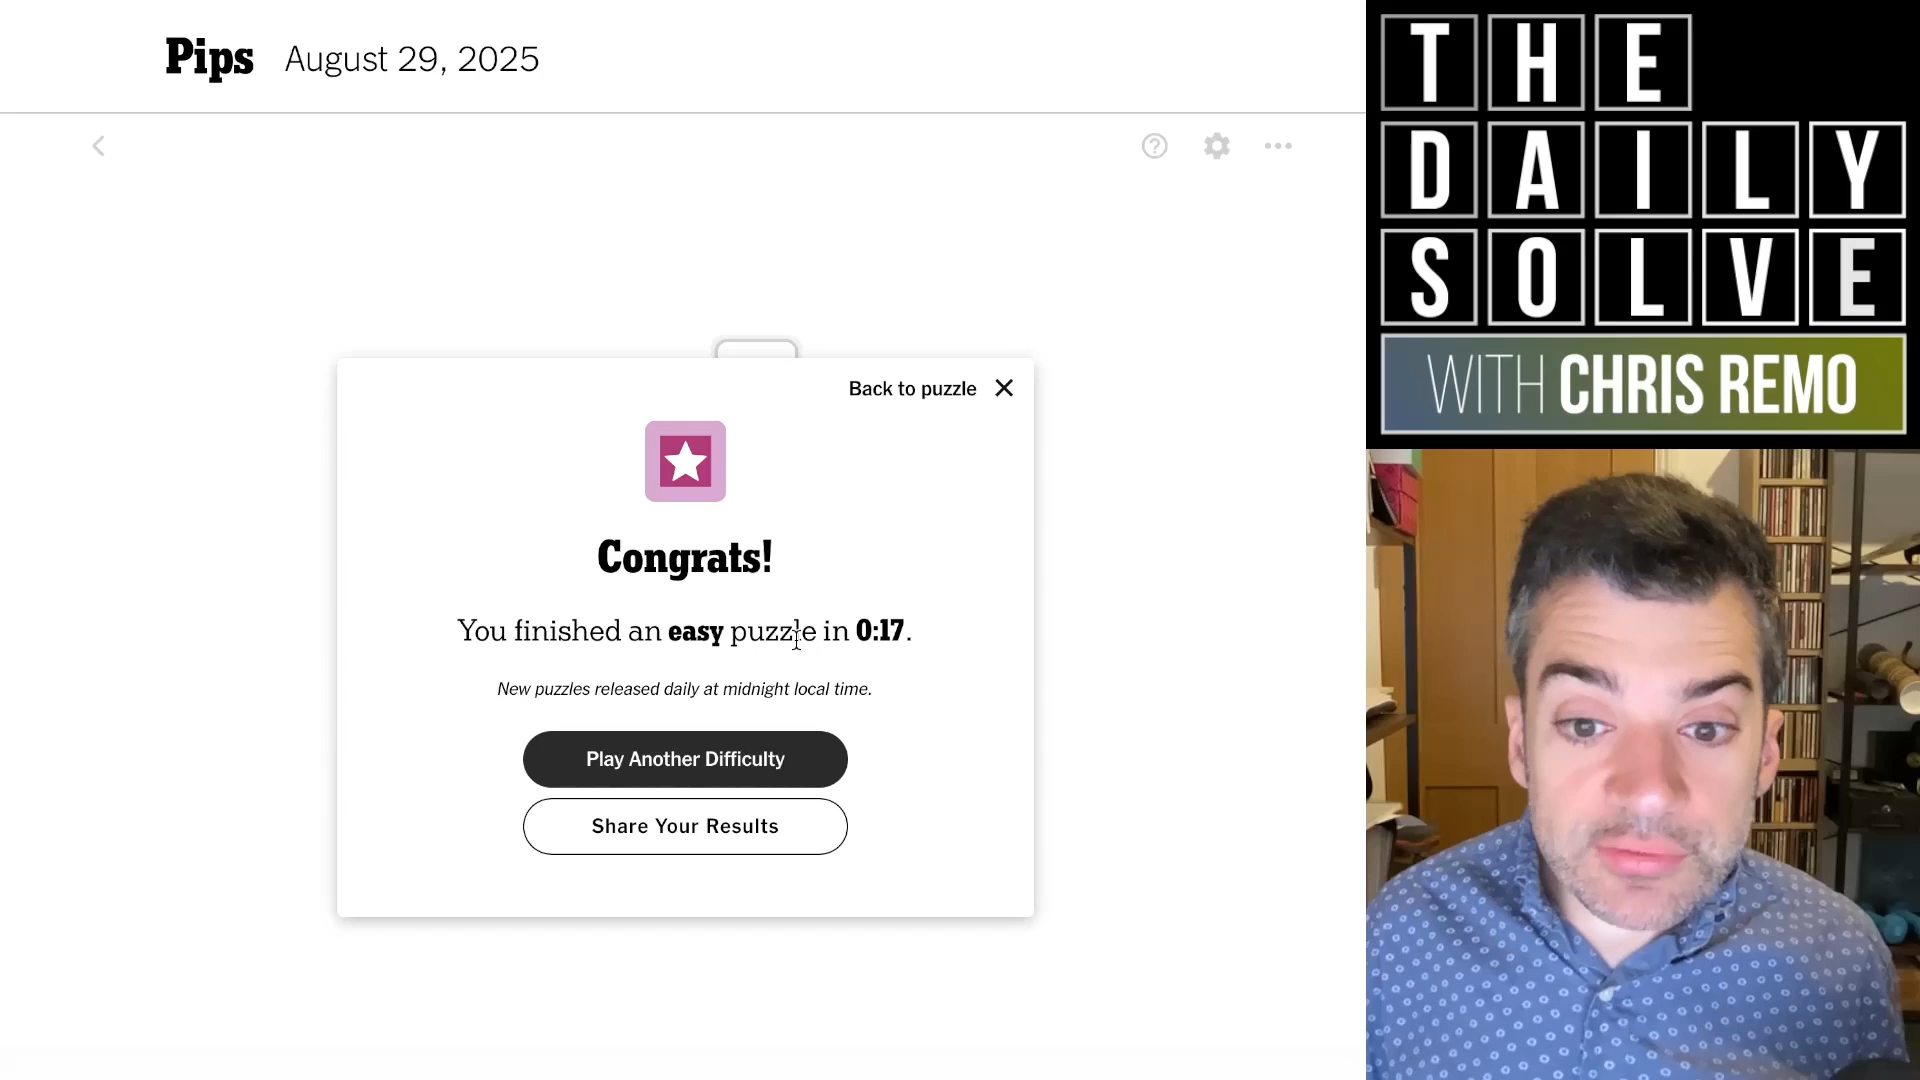 Pips August 29, 2025
Back to puzzle
Congrats!
You finished an easy puzzle in 0:17.
New puzzles released daily at midnight local time.
Play Another Difficulty
Share Your Results
THE
DAILY
SOLVE
WITH CHRIS REMO